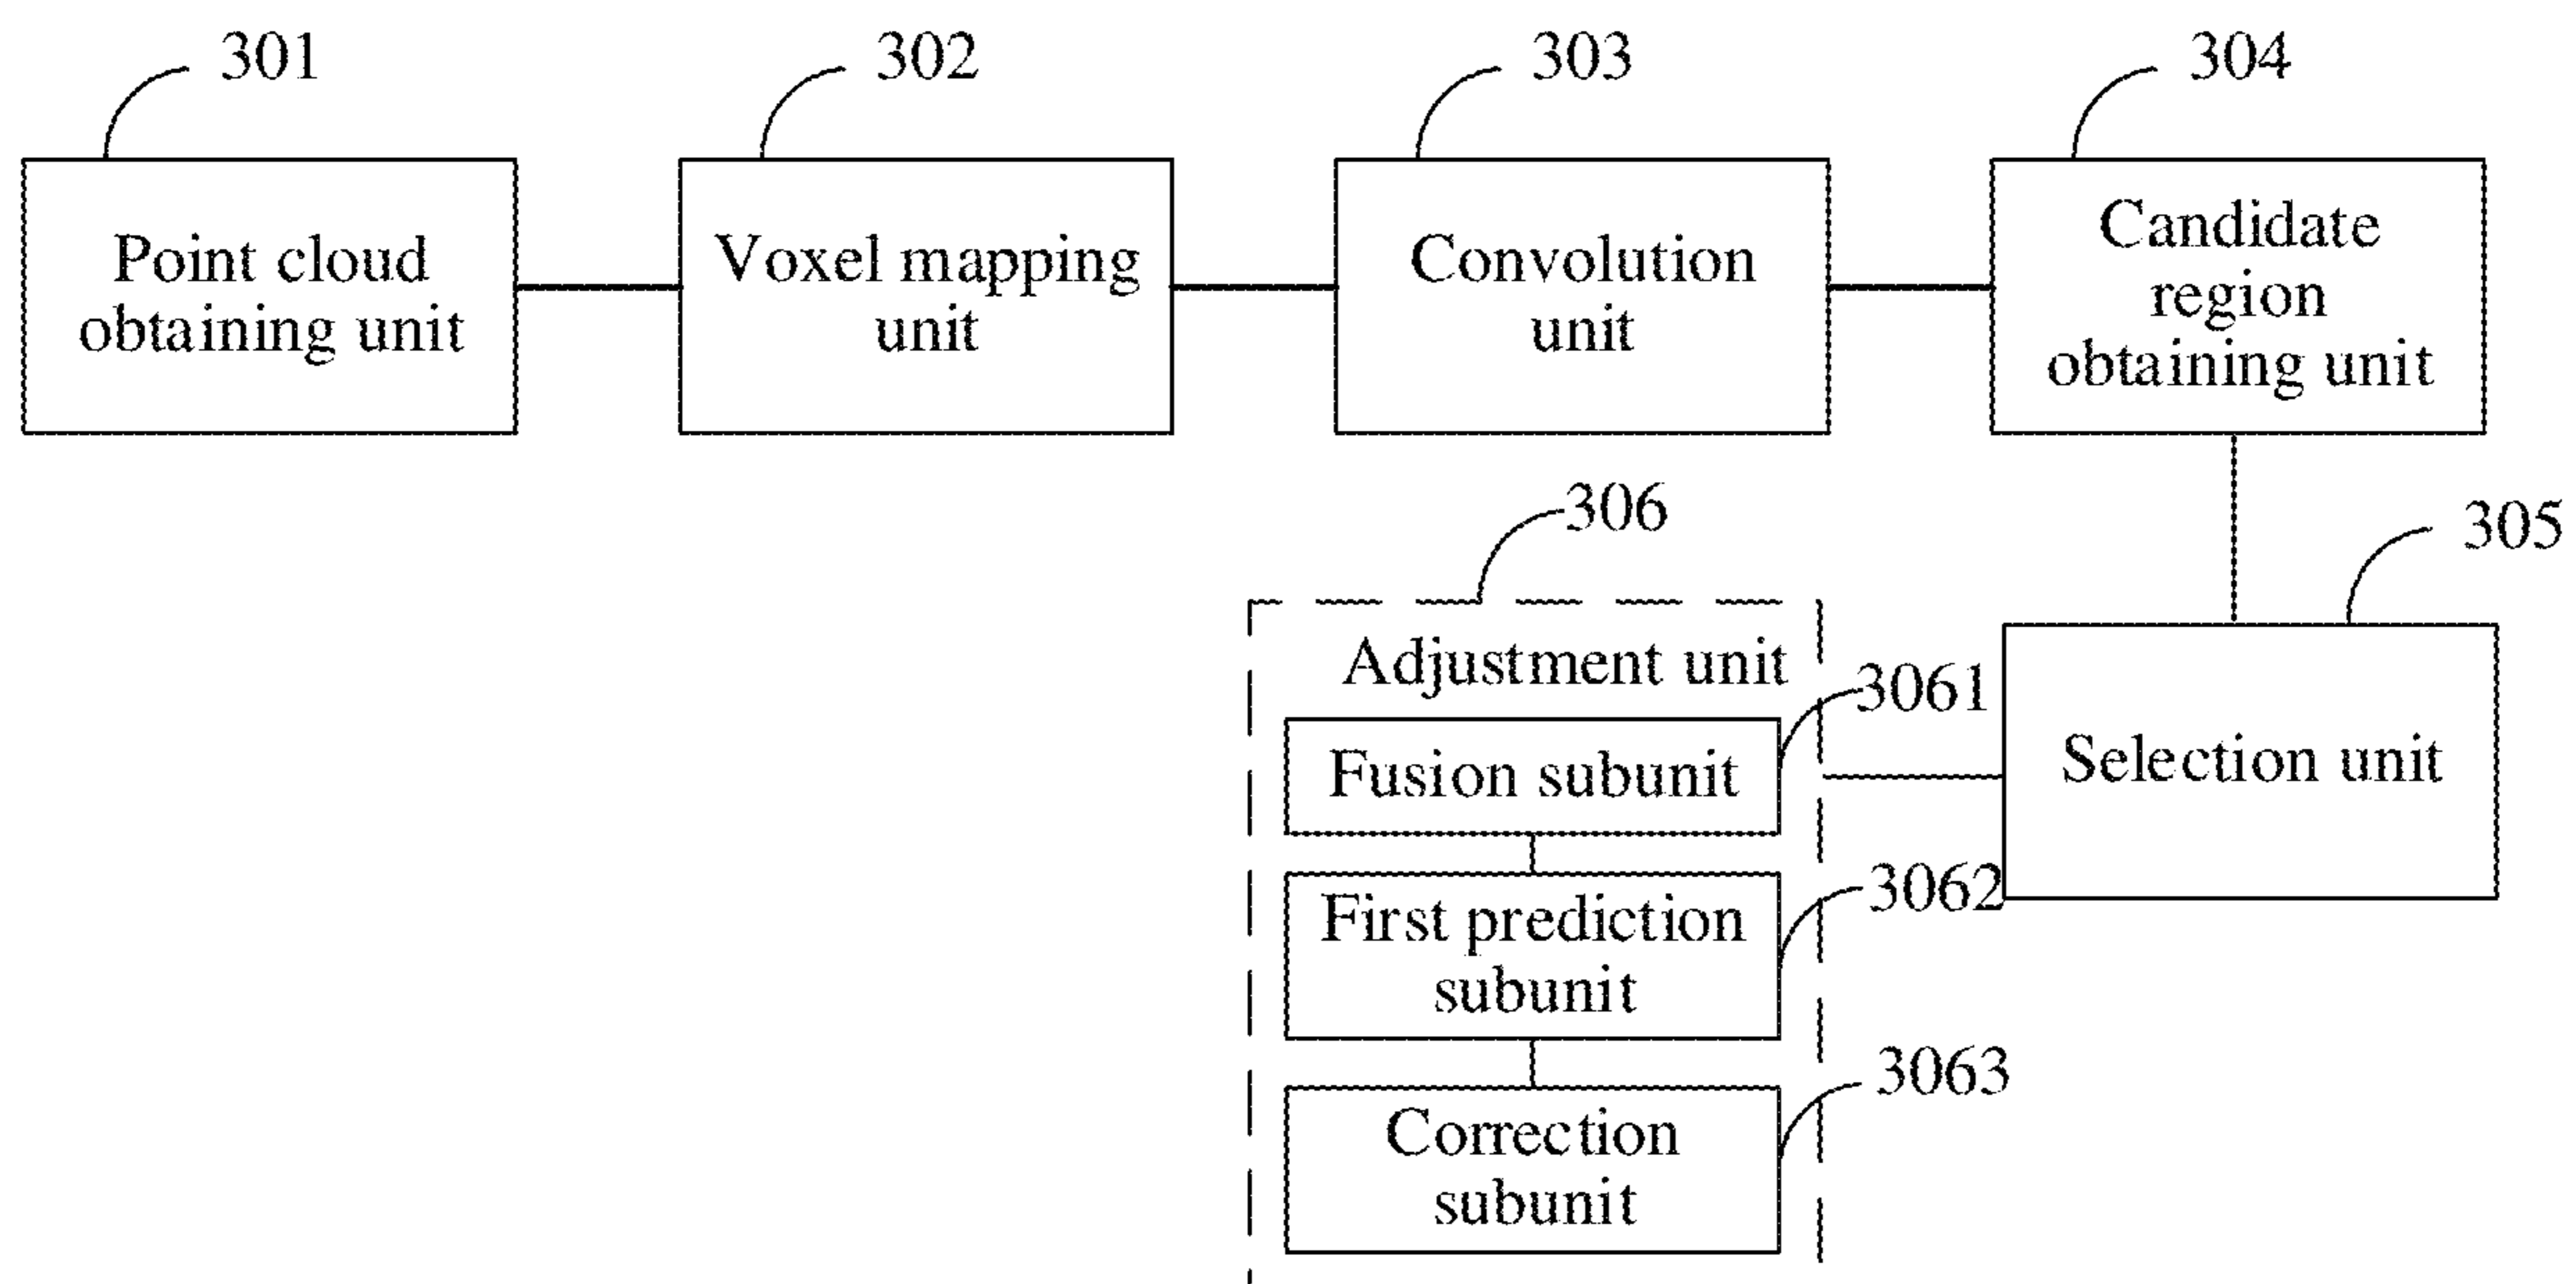 301
302
303
304
Point cloud
obtaining unit
Voxel mapping
unit
Convolution
unit
Candidate
region
obtaining unit
306
305
Adjustment unit
3061
Fusion subunit
Selection unit
3062
First prediction
subunit
3063
Correction
subunit